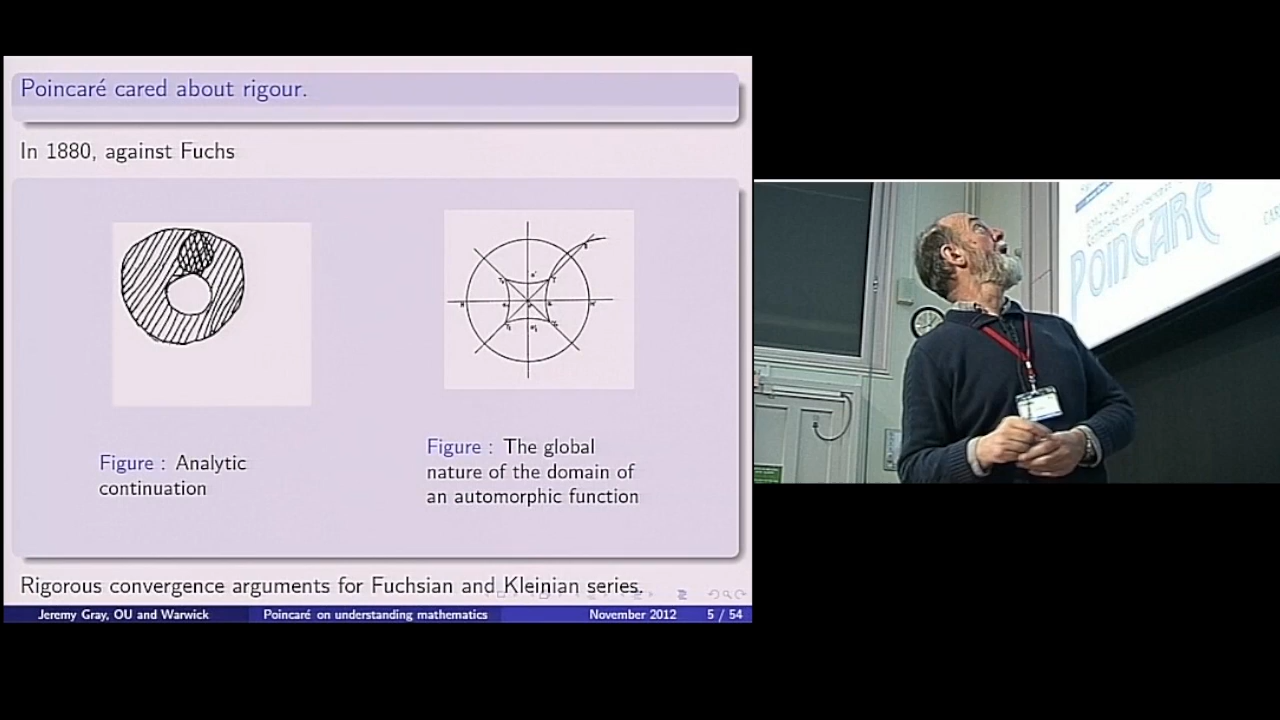 Poincaré cared about rigour.
In 1880, against Fuchs
Figure : Analytic
continuation
Figure : The global
nature of the domain of
an automorphic function
Rigorous convergence arguments for Fuchsian and Kleinian series.
Jeremy Gray, OU and Warwick Poincaré on understanding mathematics November 2012 5 / 54
POINCARÉ